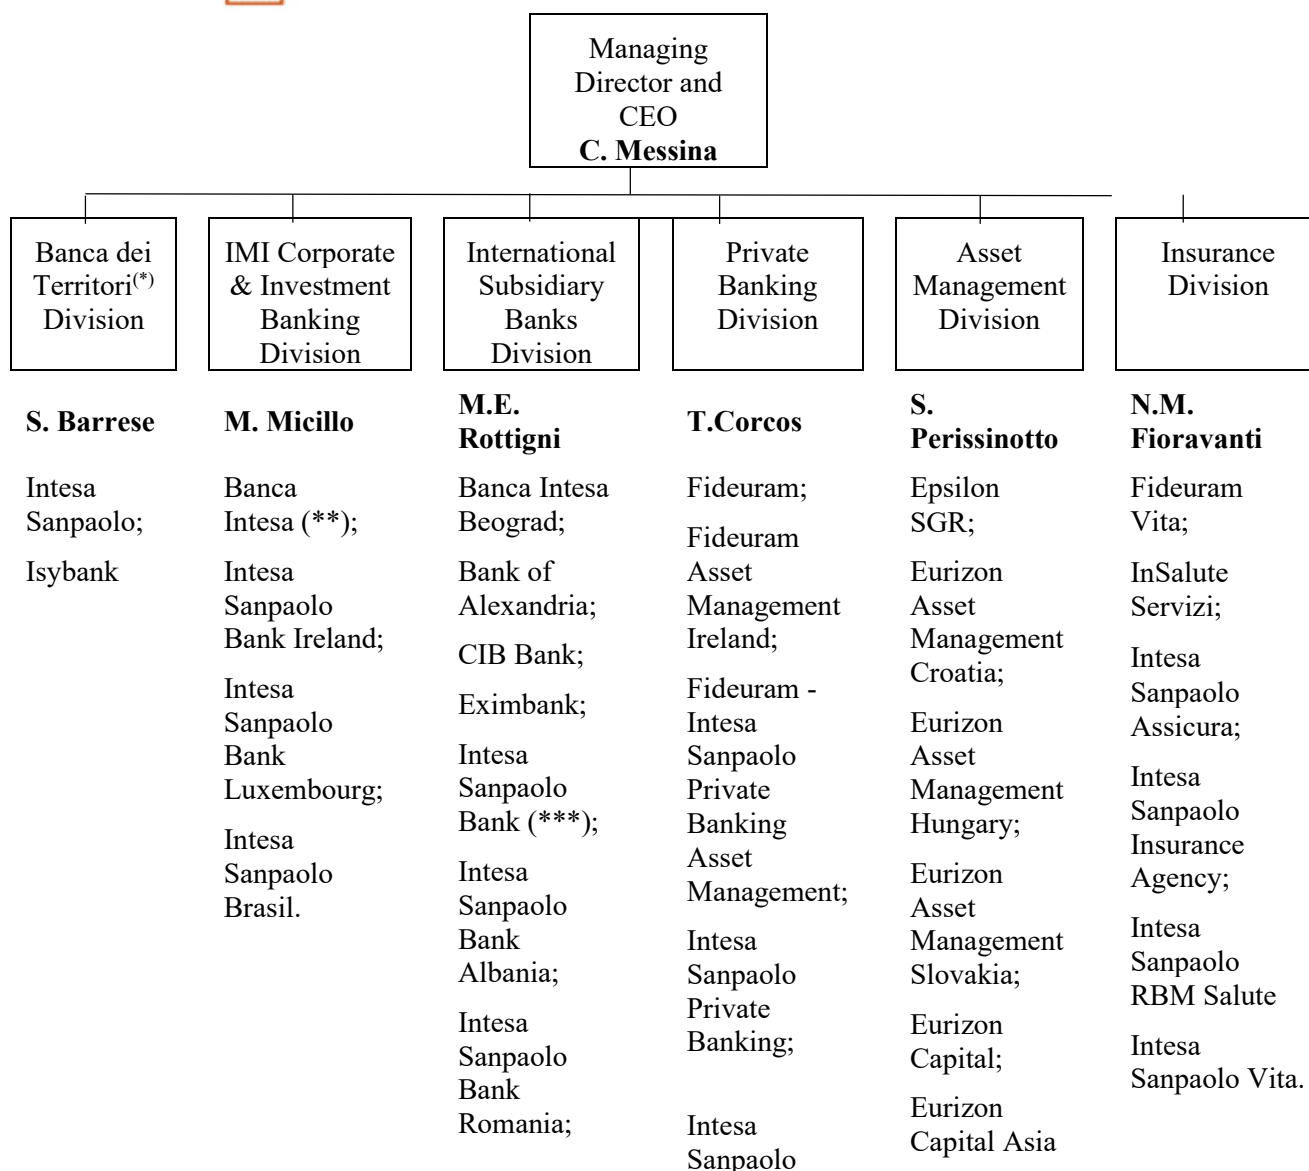 Managing
Director and
CEO
C. Messina
Banca dei
Territori(*)
Division
IMI Corporate
& Investment
Banking
Division
International
Subsidiary
Banks
Division
Private
Banking
Division
Asset
Management
Division
Insurance
Division
S. Barrese
M. Micillo
M.E.
Rottigni
T.Corcos
S.
Perissinotto
N.M.
Fioravanti
Intesa
Sanpaolo;
Isybank
Banca
Intesa (**);
Intesa
Sanpaolo
Bank Ireland;
Intesa
Sanpaolo
Bank
Luxembourg;
Intesa
Sanpaolo
Brasil.
Banca Intesa
Beograd;
Bank of
Alexandria;
CIB Bank;
Eximbank;
Intesa
Sanpaolo
Bank (***);
Intesa
Sanpaolo
Bank
Albania;
Intesa
Sanpaolo
Bank
Romania;
Fideuram;
Fideuram
Asset
Management
Ireland;
Fideuram -
Intesa
Sanpaolo
Private
Banking
Asset
Management;
Intesa
Sanpaolo
Private
Banking;
Intesa
Sanpaolo
Epsilon
SGR;
Eurizon
Asset
Management
Croatia;
Eurizon
Asset
Management
Hungary;
Eurizon
Asset
Management
Slovakia;
Eurizon
Capital;
Eurizon
Capital Asia
Fideuram
Vita;
InSalute
Servizi;
Intesa
Sanpaolo
Assicura;
Intesa
Sanpaolo
Insurance
Agency;
Intesa
Sanpaolo
RBM Salute
Intesa
Sanpaolo Vita.